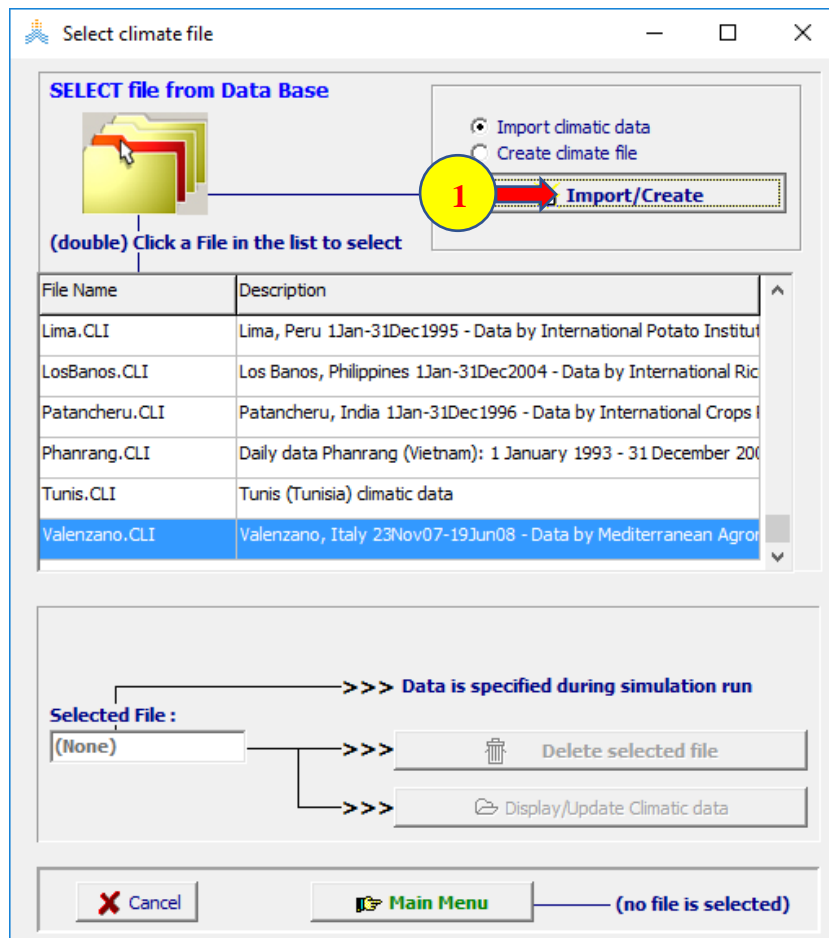 Select climate file
SELECT file from Data Base
Import climatic data
Create climate file
1
Import/Create
(double) Click a File in the list to select
File Name Description
Lima.CLI Lima, Peru 1Jan-31Dec1995 - Data by International Potato Institut
LosBanos.CLI Los Banos, Philippines 1Jan-31Dec2004 - Data by International Ric
Patancheru.CLI Patancheru, India 1Jan-31Dec1996 - Data by International Crops
Phanrang.CLI Daily data Phanrang (Vietnam): 1 January 1993 - 31 December 200
Tunis.CLI Tunis (Tunisia) climatic data
Valenzano.CLI Valenzano, Italy 23Nov07-19Jun08 - Data by Mediterranean Agror
>>> Data is specified during simulation run
Selected File :
(None)
>>> Delete selected file
>>> Display/Update Climatic data
Cancel
Main Menu
(no file is selected)